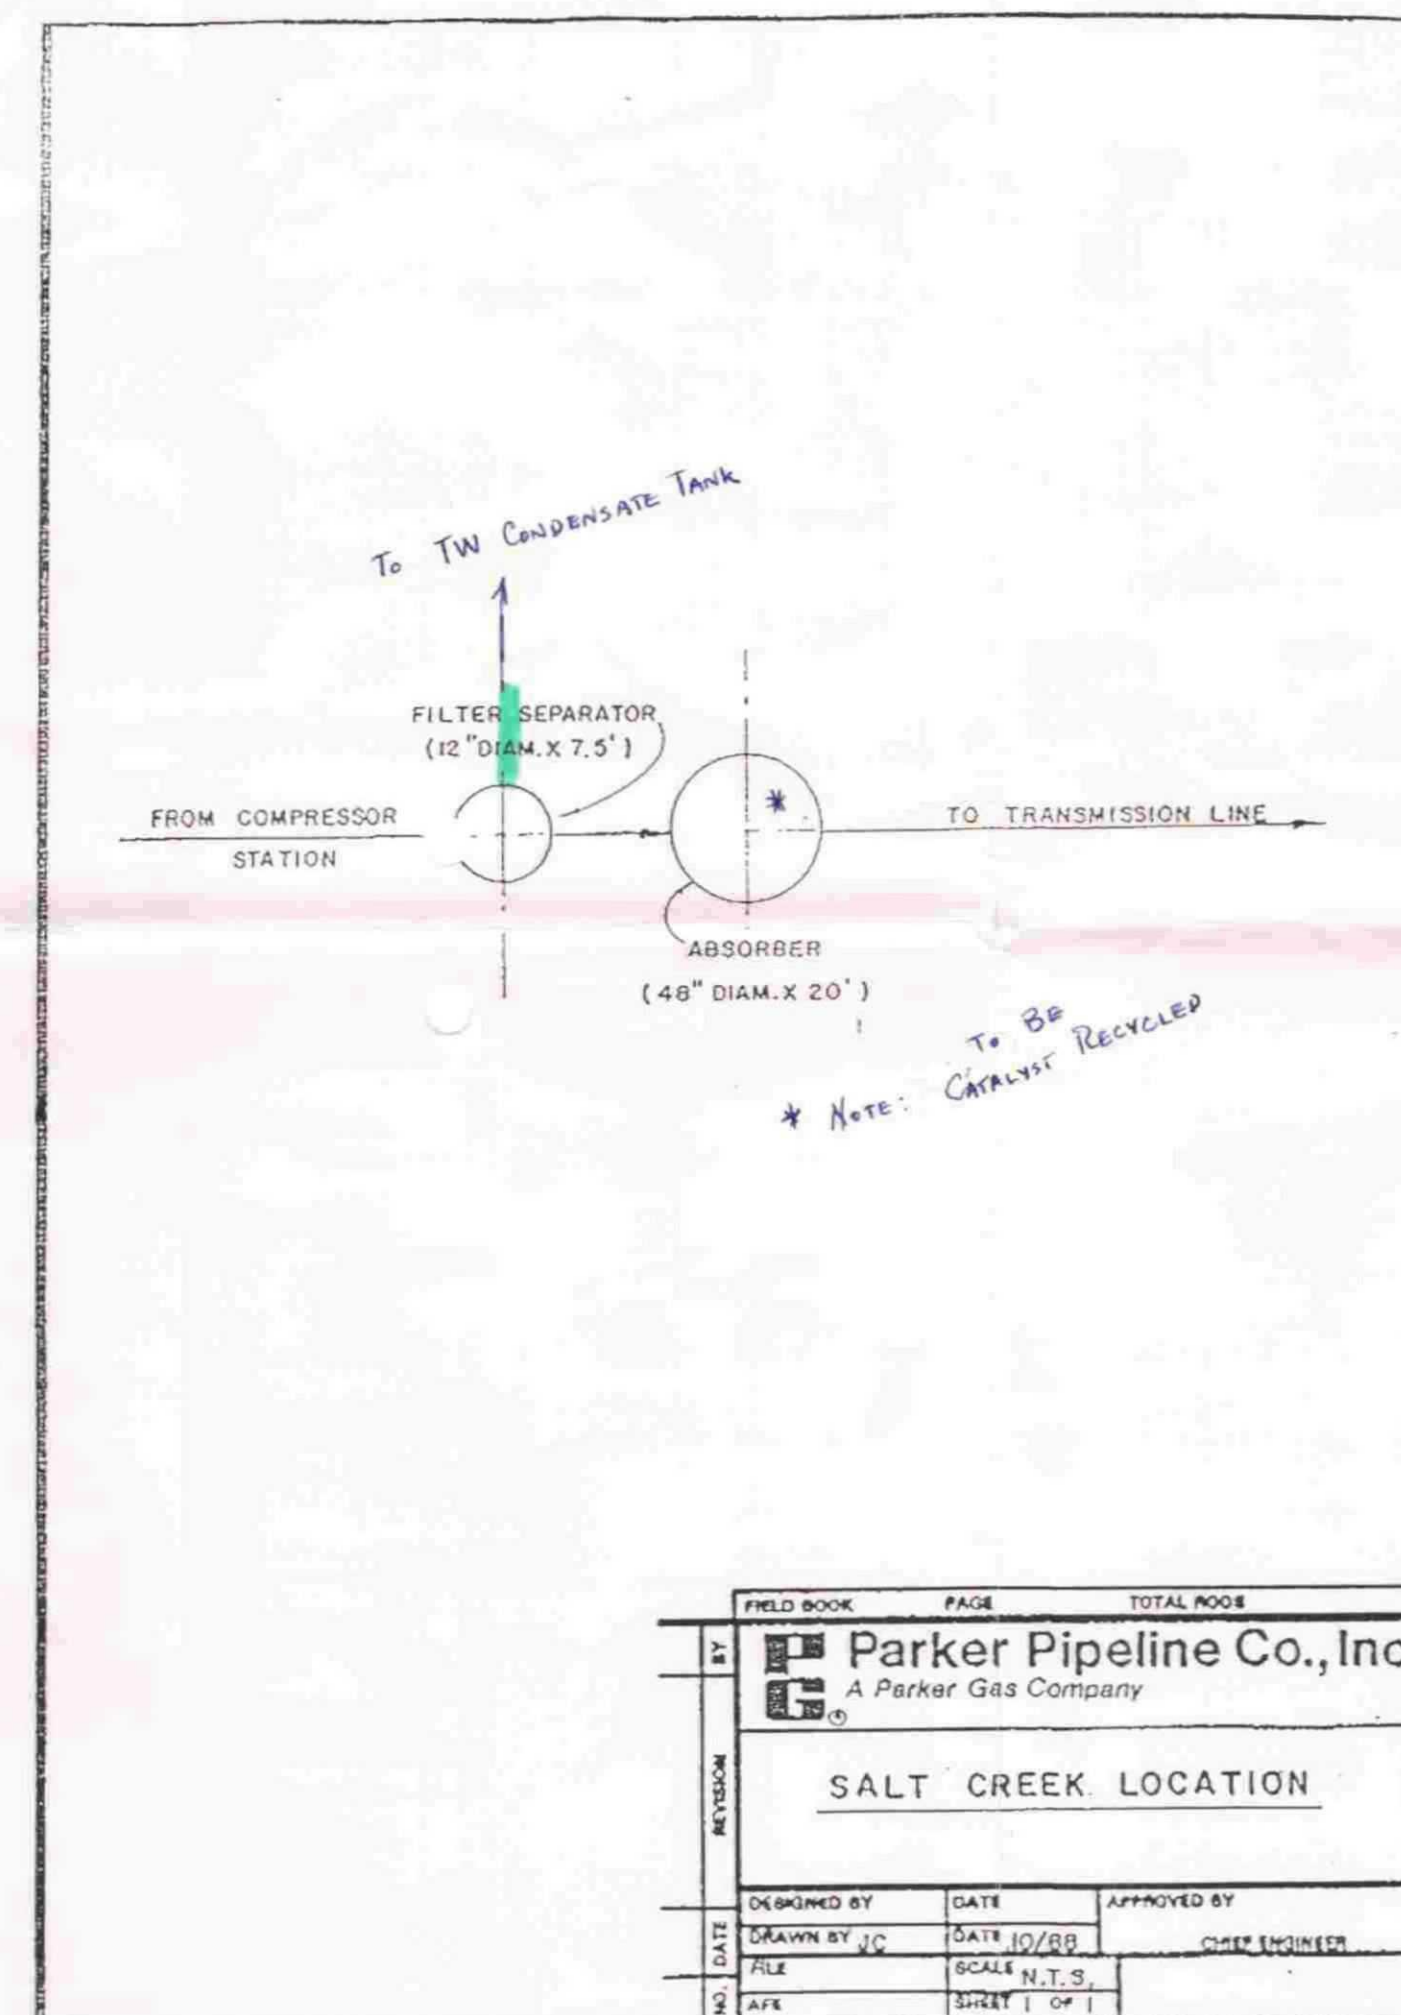 To TW CONDENSATE TANK
FILTER SEPARATOR
(12" DIAM. X 7.5')
FROM COMPRESSOR
STATION
*
TO TRANSMISSION LINE
ABSORBER
(48" DIAM. X 20')
To BE
* NOTE: CATALYST RECYCLED
FIELD BOOK PAGE TOTAL RODS
BY
PG
Parker Pipeline Co., Inc
A Parker Gas Company
REVISION
SALT CREEK LOCATION
DESIGNED BY DATE APPROVED BY
DATE
DRAWN BY JC DATE 10/88 CHIEF ENGINEER
FILE SCALE N.T.S.
NO.
AFE SHEET 1 OF 1